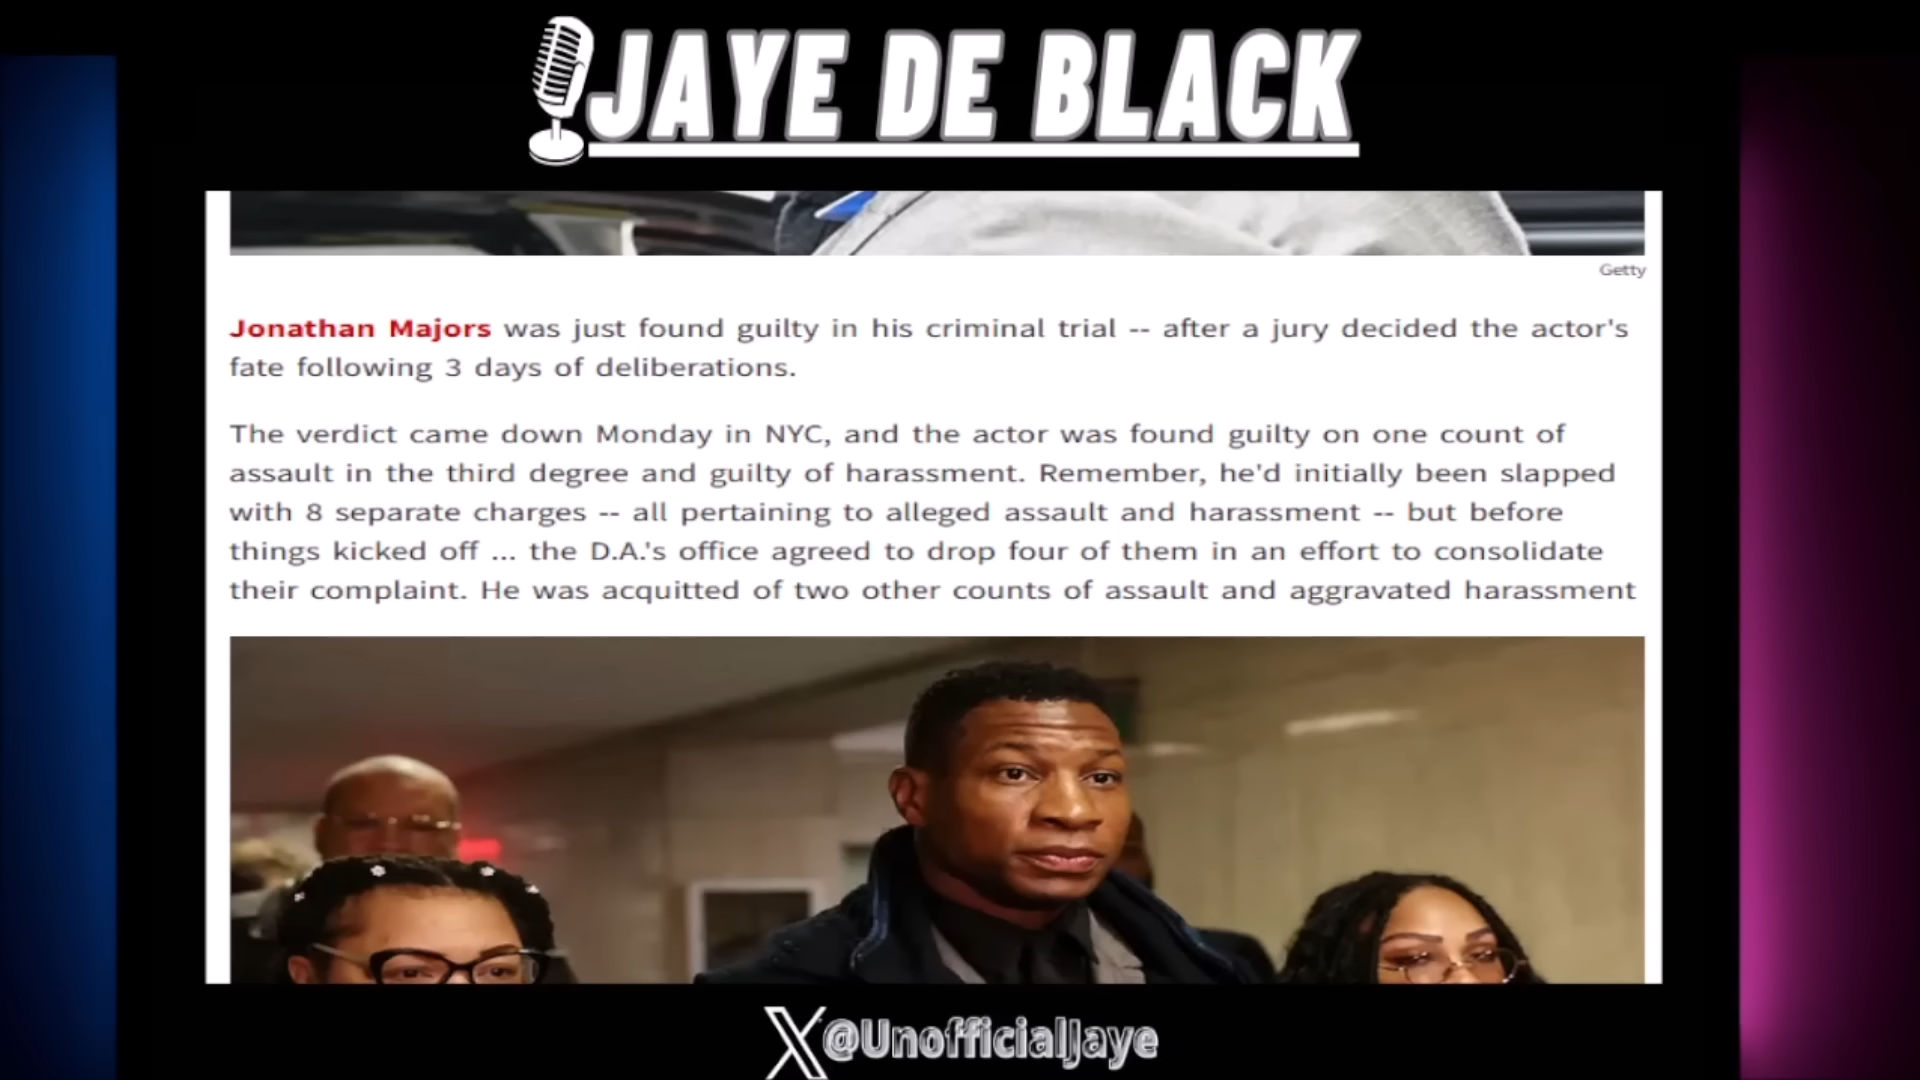 JAYE DE BLACK
Getty
Jonathan Majors was just found guilty in his criminal trial -- after a jury decided the actor's
fate following 3 days of deliberations.
The verdict came down Monday in NYC, and the actor was found guilty on one count of
assault in the third degree and guilty of harassment. Remember, he'd initially been slapped
with 8 separate charges -- all pertaining to alleged assault and harassment -- but before
things kicked off ... the D.A.'s office agreed to drop four of them in an effort to consolidate
their complaint. He was acquitted of two other counts of assault and aggravated harassment
X @UnofficialJaye